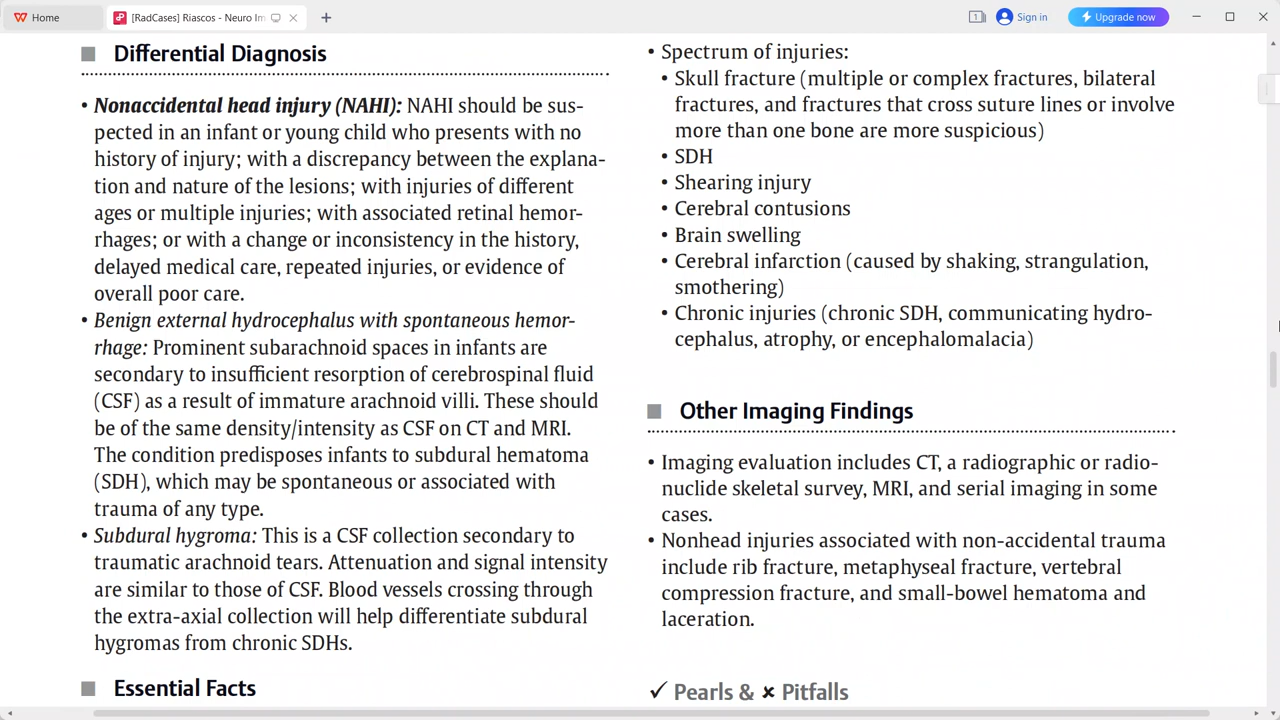 Home
[RadCases] Riascos - Neuro Im
1
Sign in
Upgrade now
Differential Diagnosis
• Nonaccidental head injury (NAHI): NAHI should be sus-
pected in an infant or young child who presents with no
history of injury; with a discrepancy between the explana-
tion and nature of the lesions; with injuries of different
ages or multiple injuries; with associated retinal hemor-
rhages; or with a change or inconsistency in the history,
delayed medical care, repeated injuries, or evidence of
overall poor care.
• Benign external hydrocephalus with spontaneous hemor-
rhage: Prominent subarachnoid spaces in infants are
secondary to insufficient resorption of cerebrospinal fluid
(CSF) as a result of immature arachnoid villi. These should
be of the same density/intensity as CSF on CT and MRI.
The condition predisposes infants to subdural hematoma
(SDH), which may be spontaneous or associated with
trauma of any type.
• Subdural hygroma: This is a CSF collection secondary to
traumatic arachnoid tears. Attenuation and signal intensity
are similar to those of CSF. Blood vessels crossing through
the extra-axial collection will help differentiate subdural
hygromas from chronic SDHs.
Essential Facts
• Spectrum of injuries:
• Skull fracture (multiple or complex fractures, bilateral
fractures, and fractures that cross suture lines or involve
more than one bone are more suspicious)
• SDH
• Shearing injury
• Cerebral contusions
• Brain swelling
• Cerebral infarction (caused by shaking, strangulation,
smothering)
• Chronic injuries (chronic SDH, communicating hydro-
cephalus, atrophy, or encephalomalacia)
Other Imaging Findings
• Imaging evaluation includes CT, a radiographic or radio-
nuclide skeletal survey, MRI, and serial imaging in some
cases.
• Nonhead injuries associated with non-accidental trauma
include rib fracture, metaphyseal fracture, vertebral
compression fracture, and small-bowel hematoma and
laceration.
✓ Pearls & ✗ Pitfalls